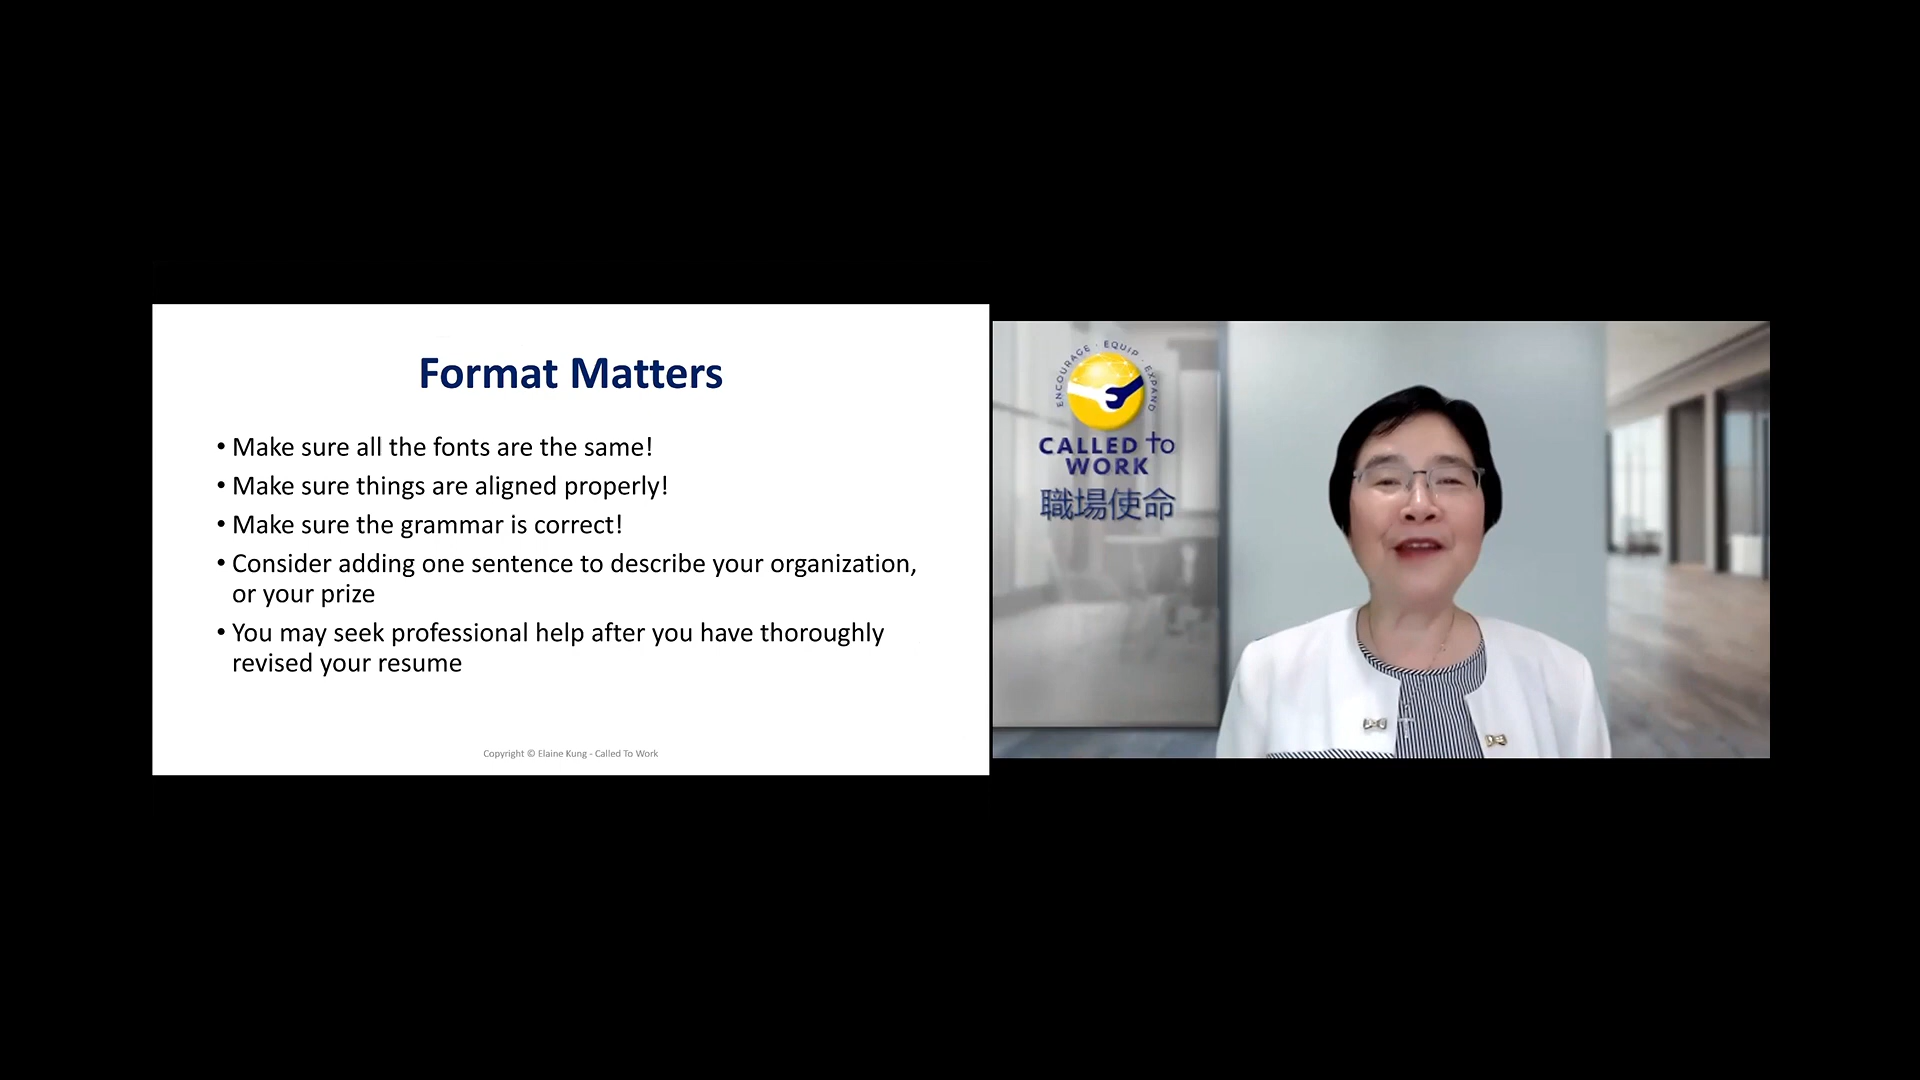 Format Matters
• Make sure all the fonts are the same!
• Make sure things are aligned properly!
• Make sure the grammar is correct!
• Consider adding one sentence to describe your organization,
or your prize
• You may seek professional help after you have thoroughly
revised your resume
Copyright © Elaine Kung - Called To Work
ENCOURAGE · EQUIP · EXPAND
CALLED to
WORK
職場使命